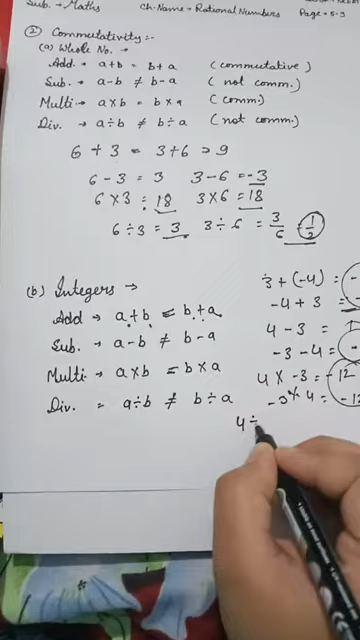 Sub. → Maths Ch. Name → Rational Numbers Page → 5-9
② Commutativity :-
(a) Whole No. →
Add. → a+b = b+a (commutative)
Sub. → a-b ≠ b-a (not comm.)
Multi → a×b = b×a (comm.)
Div. → a÷b ≠ b÷a (not comm.)
6 + 3 = 3+6 = 9
6 - 3 = 3 3-6 = -3
6×3 = 18 3×6 = 18
6÷3 = 3 3÷6 = 3/6 = 1/2
(b) Integers →
3+(-4) =
Add → a+b = b+a
-4+3 =
Sub. → a-b ≠ b-a
4-3 =
-3-4 =
Multi → a×b = b×a
4 × -3 = -12
Div. → a÷b ≠ b÷a
-3 × 4 = -12
4÷